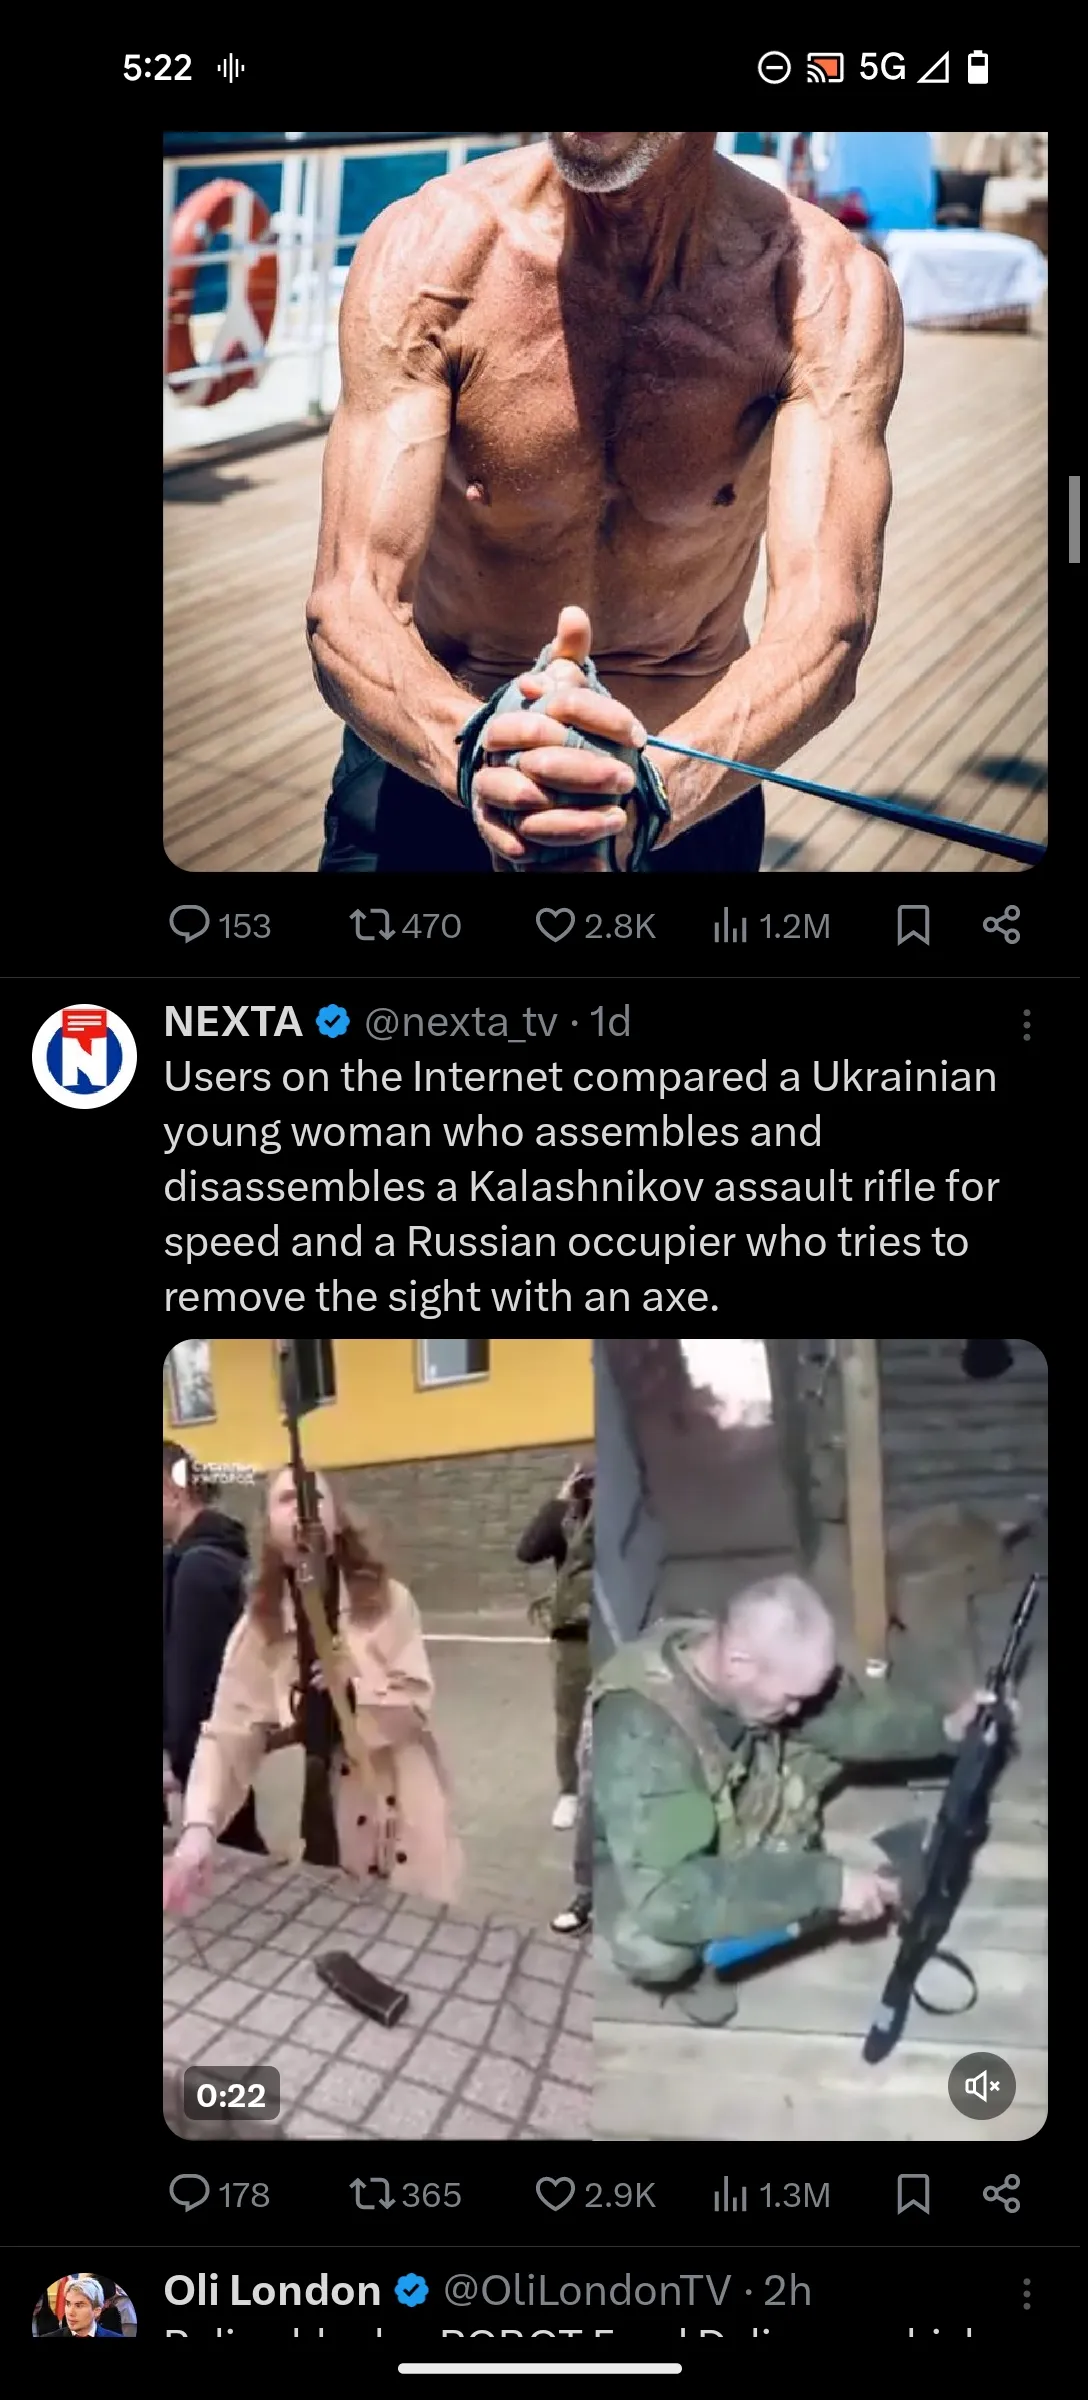 5:22 5G
153 470 2.8K 1.2M
NEXTA @nexta_tv · 1d
Users on the Internet compared a Ukrainian
young woman who assembles and
disassembles a Kalashnikov assault rifle for
speed and a Russian occupier who tries to
remove the sight with an axe.
УЖГОРОД
0:22
178 365 2.9K 1.3M
Oli London @OliLondonTV · 2h